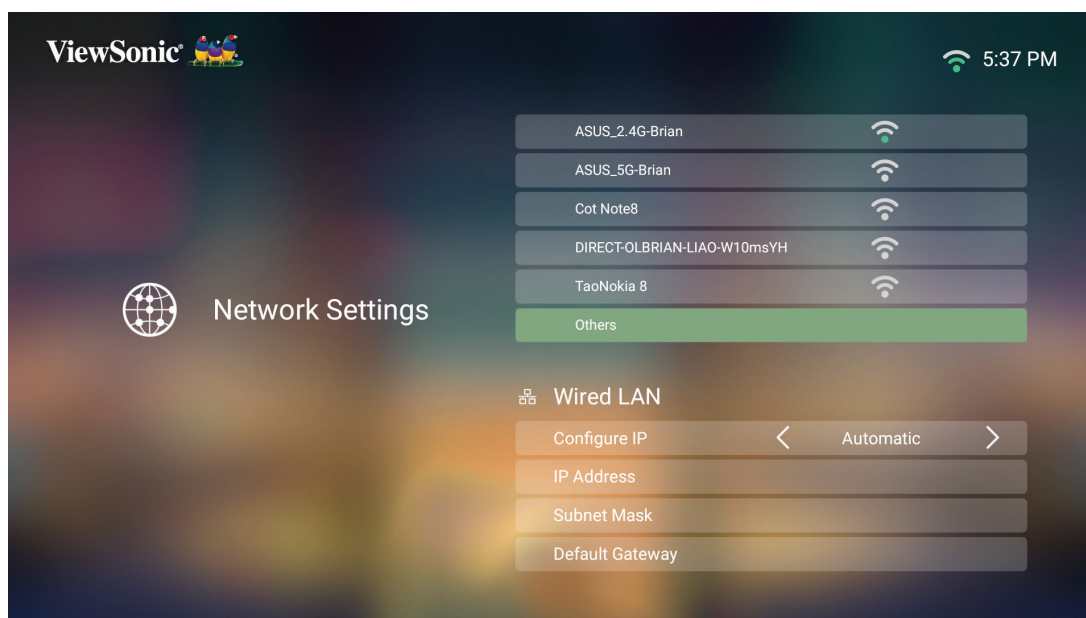 ViewSonic®
5:37 PM
ASUS_2.4G-Brian
ASUS_5G-Brian
Cot Note8
DIRECT-OLBRIAN-LIAO-W10msYH
TaoNokia 8
Others
Network Settings
Wired LAN
Configure IP Automatic
IP Address
Subnet Mask
Default Gateway